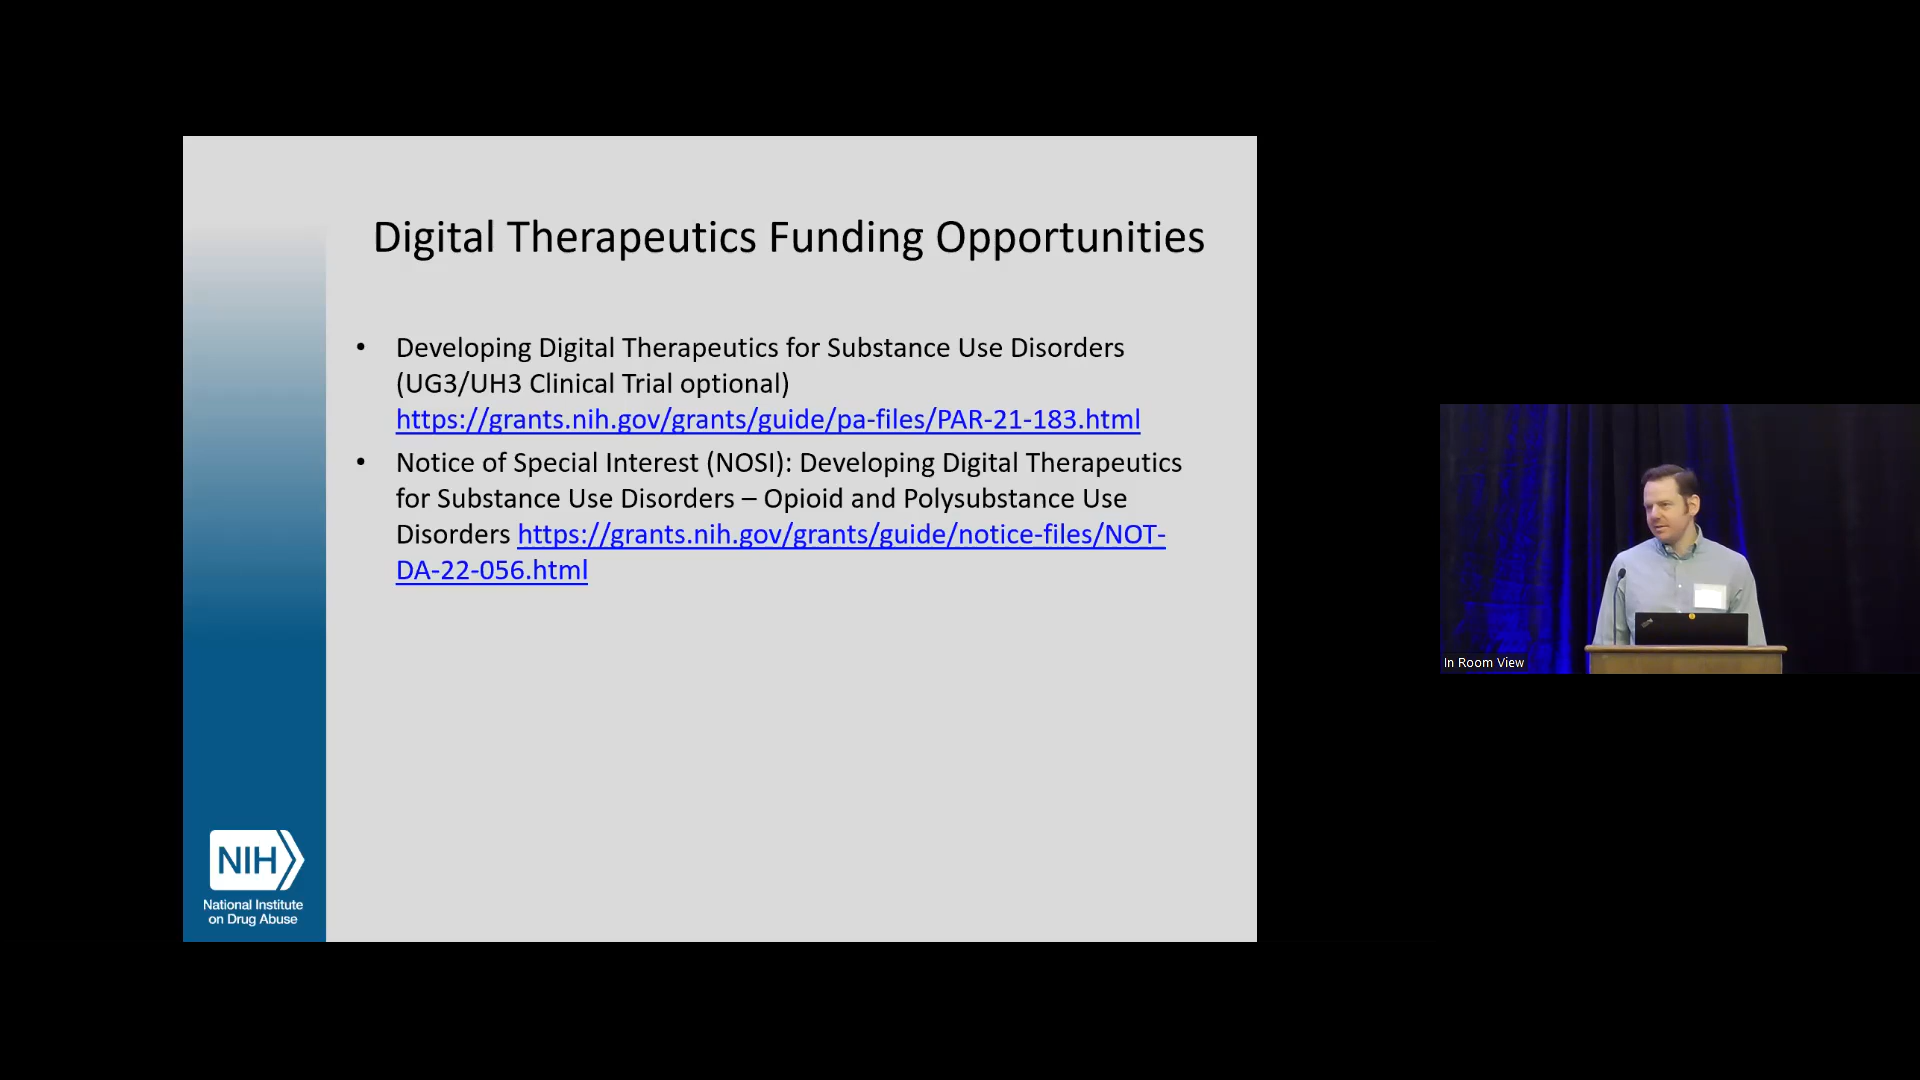 Digital Therapeutics Funding Opportunities
• Developing Digital Therapeutics for Substance Use Disorders
(UG3/UH3 Clinical Trial optional)
https://grants.nih.gov/grants/guide/pa-files/PAR-21-183.html
• Notice of Special Interest (NOSI): Developing Digital Therapeutics
for Substance Use Disorders – Opioid and Polysubstance Use
Disorders https://grants.nih.gov/grants/guide/notice-files/NOT-
DA-22-056.html
NIH
National Institute
on Drug Abuse
In Room View